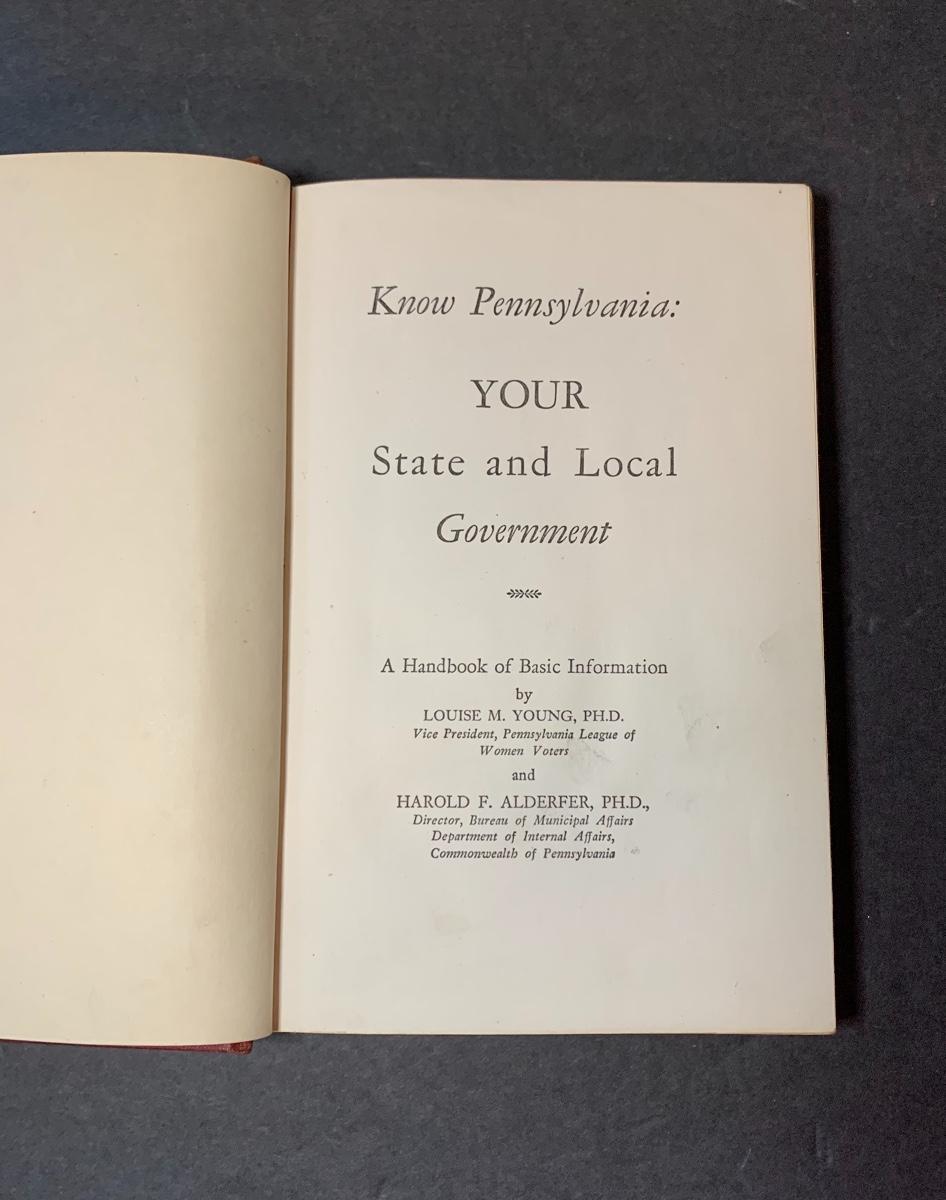 Know Pennsylvania:
YOUR
State and Local
Government
A Handbook of Basic Information
by
LOUISE M. YOUNG, PH.D.
Vice President, Pennsylvania League of
Women Voters
and
HAROLD F. ALDERFER, PH.D.,
Director, Bureau of Municipal Affairs
Department of Internal Affairs,
Commonwealth of Pennsylvania